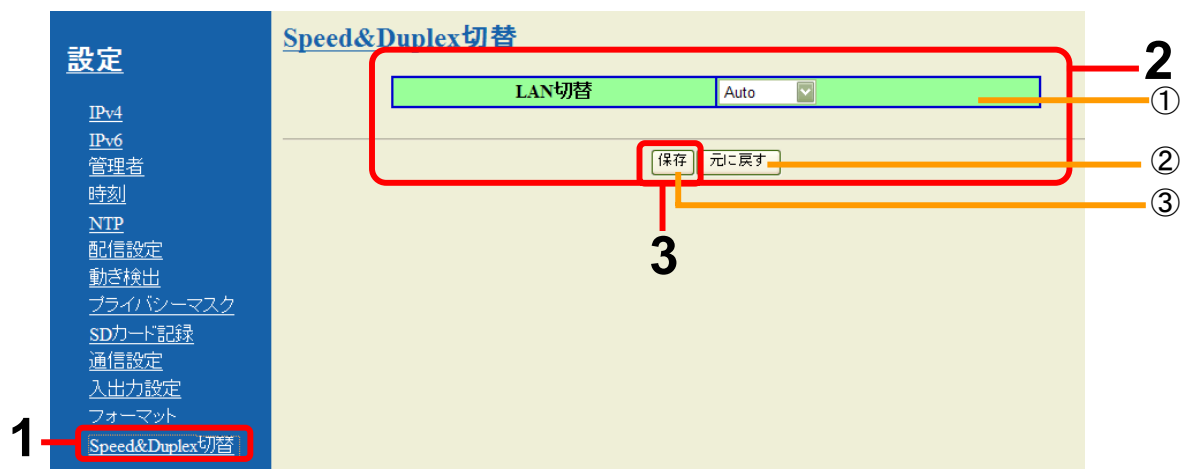 設定
IPv4
IPv6
管理者
時刻
NTP
配信設定
動き検出
プライバシーマスク
SDカード記録
通信設定
入出力設定
フォーマット
Speed&Duplex切替
1
Speed&Duplex切替
LAN切替 Auto
保存 元に戻す
2
①
②
③
3